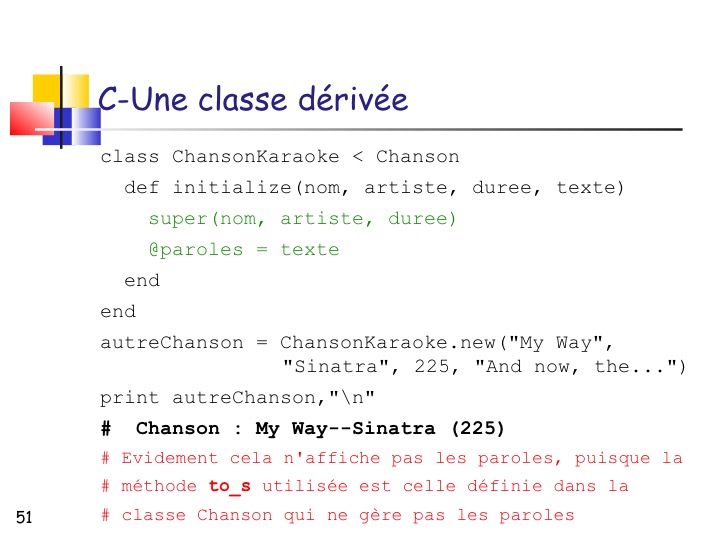 C-Une classe dérivée
class ChansonKaraoke < Chanson
  def initialize(nom, artiste, duree, texte)
    super(nom, artiste, duree)
    @paroles = texte
  end
end
autreChanson = ChansonKaraoke.new("My Way",
               "Sinatra", 225, "And now, the...")
print autreChanson,"\n"
#  Chanson : My Way--Sinatra (225)
# Evidement cela n'affiche pas les paroles, puisque la
# méthode to_s utilisée est celle définie dans la
# classe Chanson qui ne gère pas les paroles
51